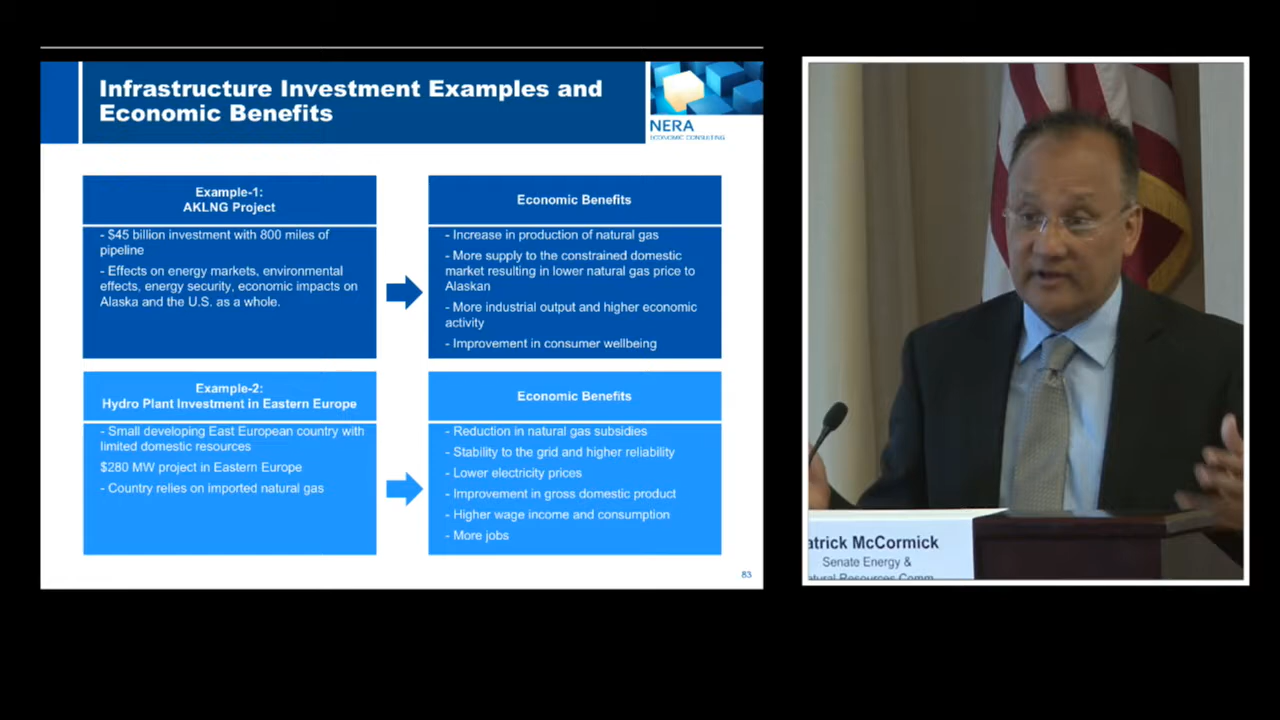 Infrastructure Investment Examples and
Economic Benefits
NERA
ECONOMIC CONSULTING
Example-1:
AKLNG Project
- $45 billion investment with 800 miles of
pipeline
- Effects on energy markets, environmental
effects, energy security, economic impacts on
Alaska and the U.S. as a whole.
Economic Benefits
- Increase in production of natural gas
- More supply to the constrained domestic
market resulting in lower natural gas price to
Alaskan
- More industrial output and higher economic
activity
- Improvement in consumer wellbeing
Example-2:
Hydro Plant Investment in Eastern Europe
- Small developing East European country with
limited domestic resources
$280 MW project in Eastern Europe
- Country relies on imported natural gas
Economic Benefits
- Reduction in natural gas subsidies
- Stability to the grid and higher reliability
- Lower electricity prices
- Improvement in gross domestic product
- Higher wage income and consumption
- More jobs
83
atrick McCormick
Senate Energy &
tural Resources Comm